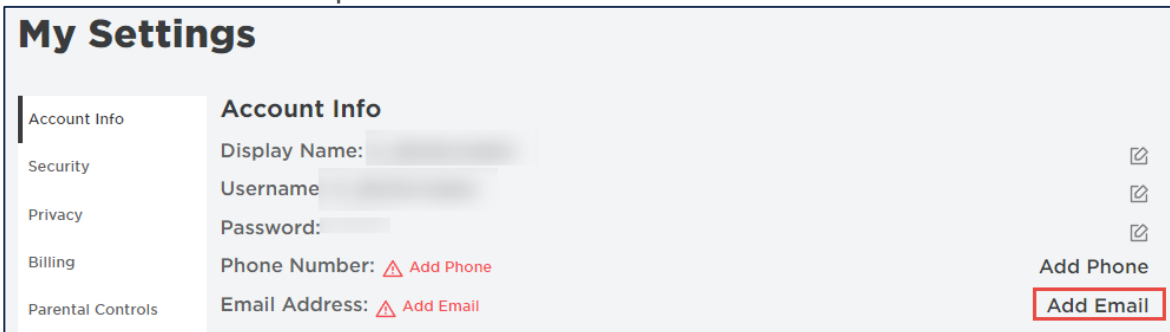 My Settings
Account Info
Security
Privacy
Billing
Parental Controls
Account Info
Display Name:
Username
Password:
Phone Number: Add Phone Add Phone
Email Address: Add Email Add Email